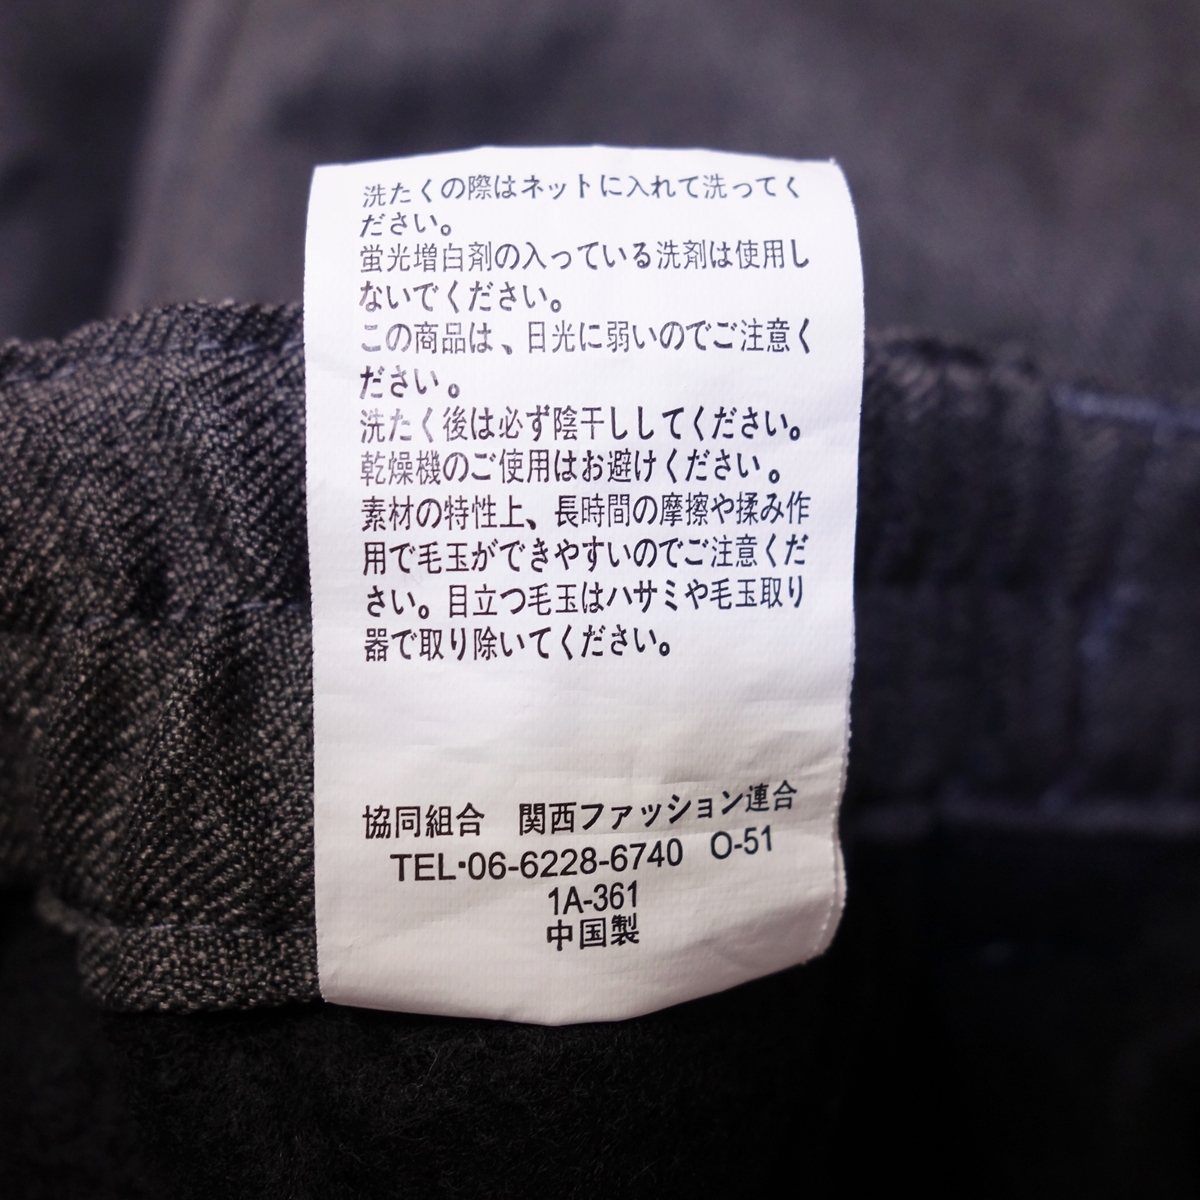 洗たくの際はネットに入れて洗ってく
ださい。
蛍光増白剤の入っている洗剤は使用し
ないでください。
この商品は、日光に弱いのでご注意く
ださい。
洗たく後は必ず陰干ししてください。
乾燥機のご使用はお避けください。
素材の特性上、長時間の摩擦や揉み作
用で毛玉ができやすいのでご注意くだ
さい。目立つ毛玉はハサミや毛玉取り
器で取り除いてください。
協同組合　関西ファッション連合
TEL・06-6228-6740 O-51
1A-361
中国製